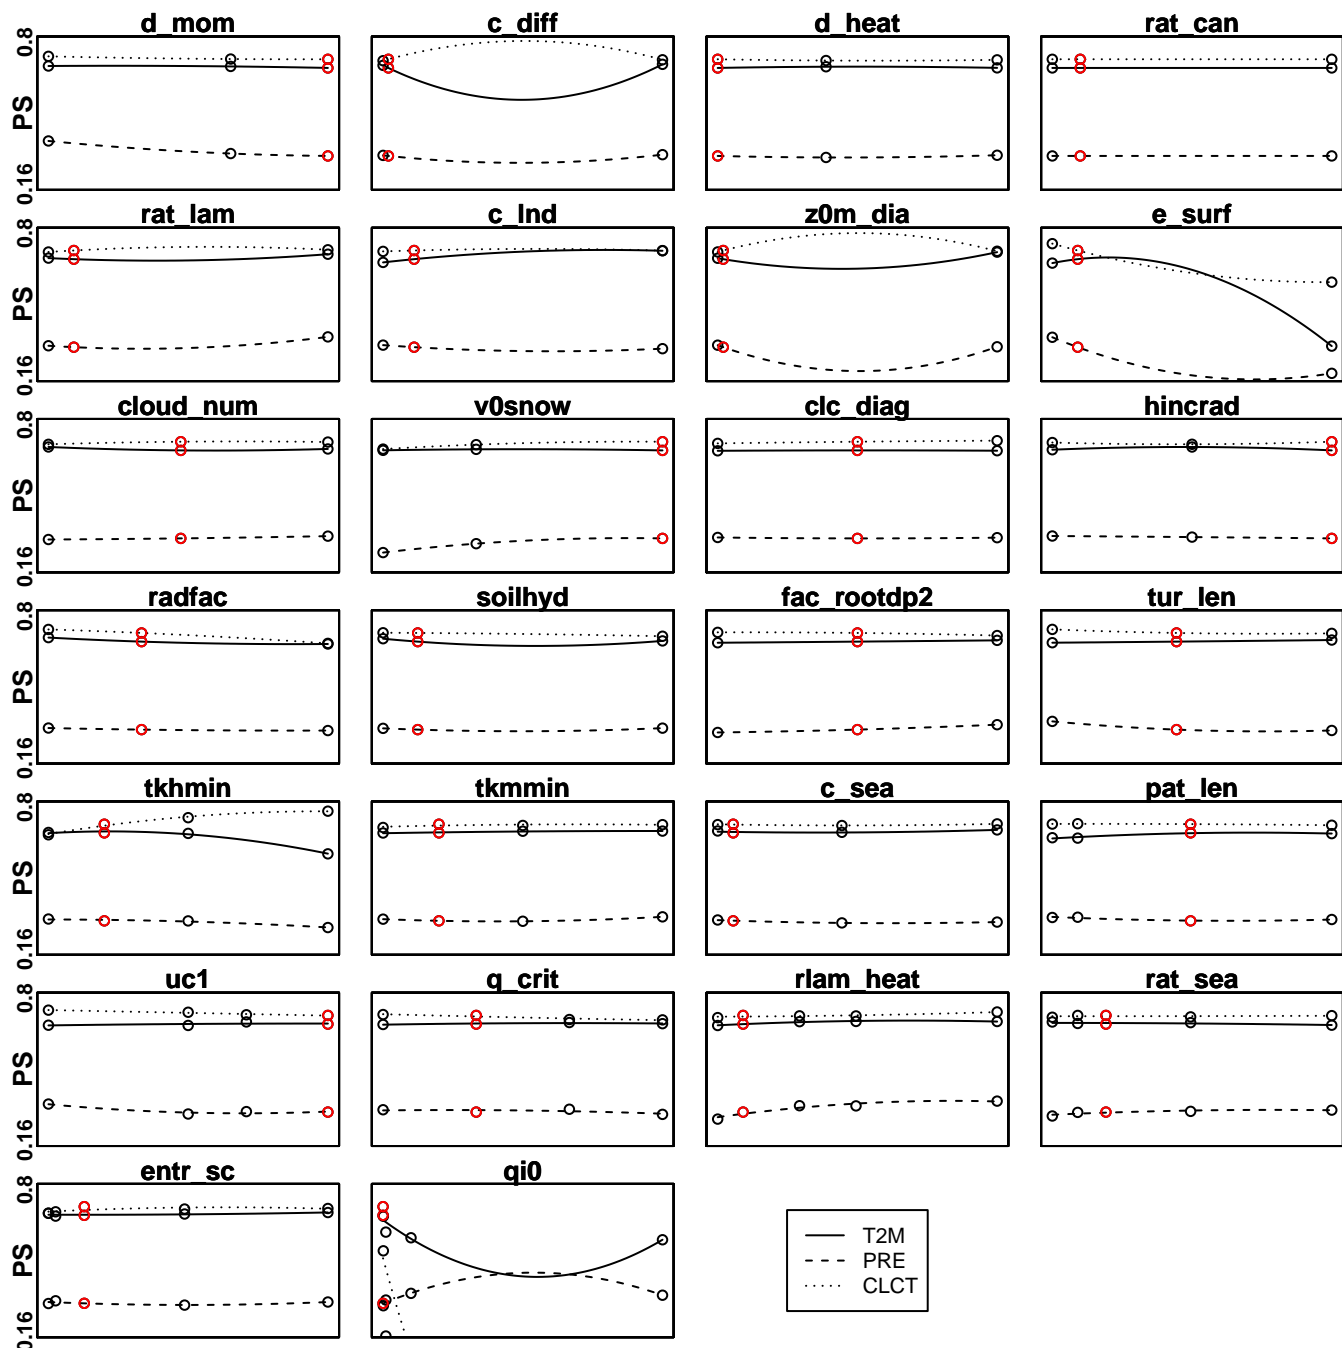 d_mom c_diff d_heat rat_can
0.8
PS
0.16
rat_lam c_lnd z0m_dia e_surf
0.8
PS
0.16
cloud_num v0snow clc_diag hincrad
0.8
PS
0.16
radfac soilhyd fac_rootdp2 tur_len
0.8
PS
0.16
tkhmin tkmmin c_sea pat_len
0.8
PS
0.16
uc1 q_crit rlam_heat rat_sea
0.8
PS
0.16
entr_sc qi0
0.8
PS
0.16
T2M
PRE
CLCT